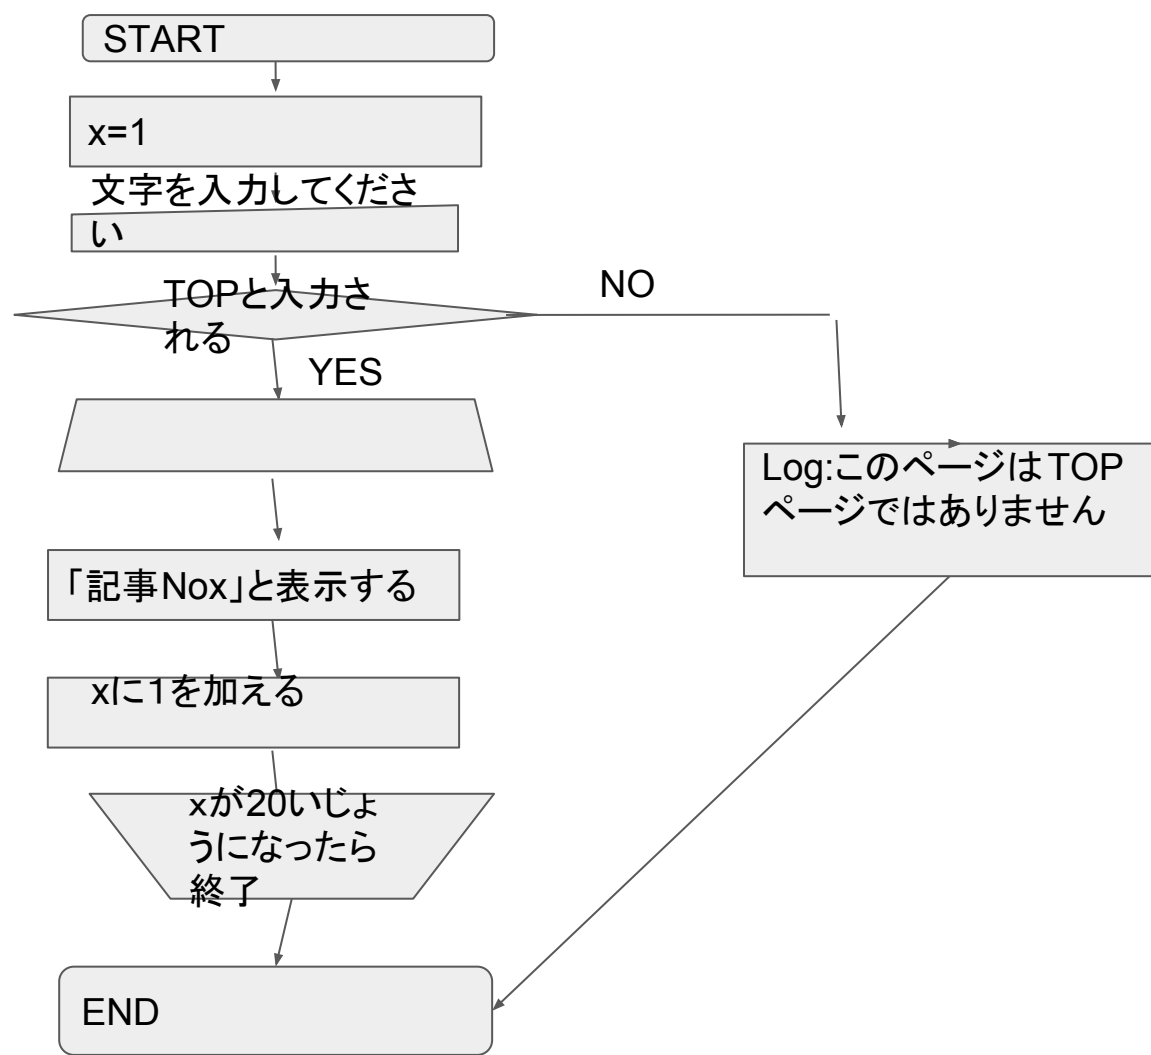 START
x=1
文字を入力してくださ
い
TOPと入力さ
れる
NO
YES
Log:このページはTOP
ページではありません
「記事Nox」と表示する
xに１を加える
xが20いじょ
うになったら
終了
END